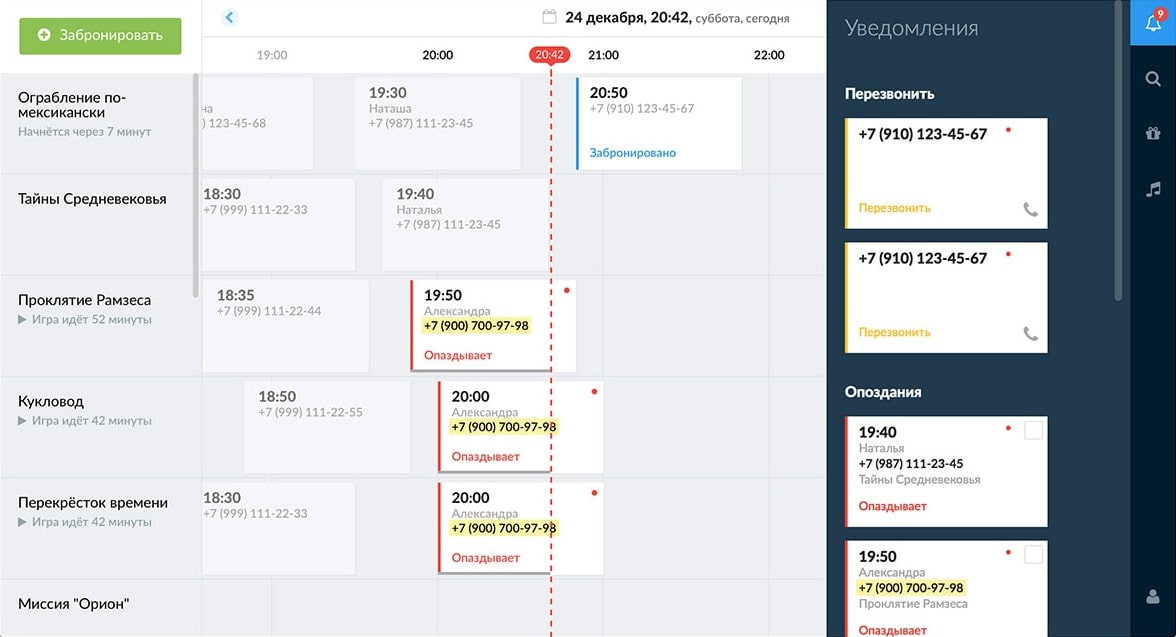 Забронировать
24 декабря, 20:42, суббота, сегодня
19:00
20:00
20:42
21:00
22:00
Ограбление по-
мексикански
Начнётся через 7 минут
на
) 123-45-68
19:30
Наташа
+7 (987) 111-23-45
20:50
+7 (910) 123-45-67
Забронировано
Тайны Средневековья
18:30
+7 (999) 111-22-33
19:40
Наталья
+7 (987) 111-23-45
Проклятие Рамзеса
Игра идёт 52 минуты
18:35
+7 (999) 111-22-44
19:50
Александра
+7 (900) 700-97-98
Опаздывает
Кукловод
Игра идёт 42 минуты
18:50
+7 (999) 111-22-55
20:00
Александра
+7 (900) 700-97-98
Опаздывает
Перекрёсток времени
Игра идёт 42 минуты
18:30
+7 (999) 111-22-33
20:00
Александра
+7 (900) 700-97-98
Опаздывает
Миссия "Орион"
Уведомления
9
Перезвонить
+7 (910) 123-45-67
Перезвонить
+7 (910) 123-45-67
Перезвонить
Опоздания
19:40
Наталья
+7 (987) 111-23-45
Тайны Средневековья
Опаздывает
19:50
Александра
+7 (900) 700-97-98
Проклятие Рамзеса
Опаздывает